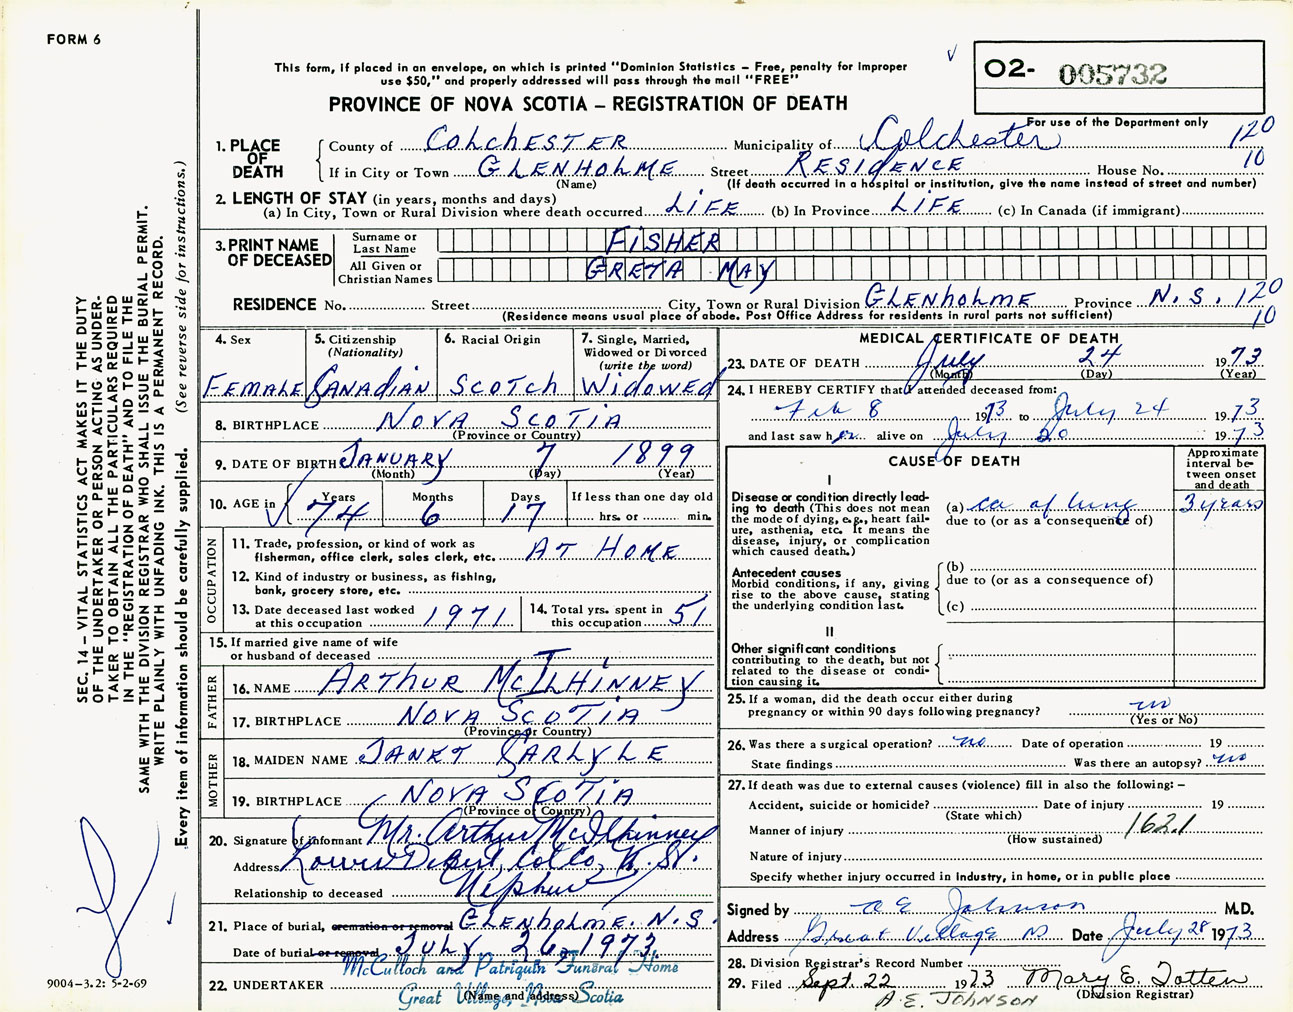 FORM 6
This form, if placed in an envelope, on which is printed "Dominion Statistics – Free, penalty for improper
use $50," and properly addressed will pass through the mail "FREE"
PROVINCE OF NOVA SCOTIA – REGISTRATION OF DEATH
O2- 005732
For use of the Department only
1. PLACE OF DEATH
County of COLCHESTER Municipality of Colchester 120
If in City or Town GLENHOLME Street RESIDENCE House No. 10
(Name) (If death occurred in a hospital or institution, give the name instead of street and number)
2. LENGTH OF STAY (in years, months and days)
(a) In City, Town or Rural Division where death occurred LIFE (b) In Province LIFE (c) In Canada (if immigrant)
3. PRINT NAME OF DECEASED
Surname or Last Name FISHER
All Given or Christian Names GRETA MAY
RESIDENCE No. Street City, Town or Rural Division GLENHOLME Province N.S. 120
(Residence means usual place of abode. Post Office Address for residents in rural parts not sufficient) 10
4. Sex FEMALE
5. Citizenship (Nationality) CANADIAN
6. Racial Origin SCOTCH
7. Single, Married, Widowed or Divorced (write the word) WIDOWED
8. BIRTHPLACE NOVA SCOTIA
(Province or Country)
9. DATE OF BIRTH JANUARY 7 1899
(Month) (Day) (Year)
10. AGE in Years 74 Months 6 Days 17 If less than one day old hrs. or min.
OCCUPATION
11. Trade, profession, or kind of work as
fisherman, office clerk, sales clerk, etc. AT HOME
12. Kind of industry or business, as fishing,
bank, grocery store, etc.
13. Date deceased last worked at this occupation 1971
14. Total yrs. spent in this occupation 51
15. If married give name of wife
or husband of deceased
FATHER
16. NAME ARTHUR McILHINNEY
17. BIRTHPLACE NOVA SCOTIA
(Province or Country)
MOTHER
18. MAIDEN NAME JANET CARLYLE
19. BIRTHPLACE NOVA SCOTIA
(Province or Country)
20. Signature of informant Mr. Arthur McIlhinney
Address Lower Debert, Col Co, N. S.
Relationship to deceased Nephew
21. Place of burial, cremation or removal GLENHOLME. N.S.
Date of burial or removal JULY 26, 1973
22. UNDERTAKER McCulloch and Patriquin Funeral Home
Great Village, Nova Scotia
(Name and address)
MEDICAL CERTIFICATE OF DEATH
23. DATE OF DEATH July 24 1973
(Month) (Day) (Year)
24. I HEREBY CERTIFY that I attended deceased from:
Feb 8 1973 to July 24 1973
and last saw her alive on July 20 1973
CAUSE OF DEATH
Approximate interval between onset and death
I
Disease or condition directly lead-
ing to death (This does not mean
the mode of dying, e.g., heart fail-
ure, asthenia, etc. It means the
disease, injury, or complication
which caused death.)
(a) ca of lung 3 years
due to (or as a consequence of)
Antecedent causes
Morbid conditions, if any, giving
rise to the above cause, stating
the underlying condition last.
(b)
due to (or as a consequence of)
(c)
II
Other significant conditions
contributing to the death, but not
related to the disease or condi-
tion causing it.
25. If a woman, did the death occur either during
pregnancy or within 90 days following pregnancy? no
(Yes or No)
26. Was there a surgical operation? no Date of operation 19
State findings Was there an autopsy? no
27. If death was due to external causes (violence) fill in also the following: –
Accident, suicide or homicide? Date of injury 19
(State which)
Manner of injury 162.1
(How sustained)
Nature of injury
Specify whether injury occurred in industry, in home, or in public place
Signed by A E Johnson M.D.
Address Great Village NS Date July 28 1973
28. Division Registrar's Record Number
29. Filed Sept. 22 1973 Mary E. Totten
(Division Registrar)
A.E. JOHNSON
SEC. 14 – VITAL STATISTICS ACT MAKES IT THE DUTY
OF THE UNDERTAKER OR PERSON ACTING AS UNDER-
TAKER TO OBTAIN ALL THE PARTICULARS REQUIRED
IN THE "REGISTRATION OF DEATH" AND TO FILE THE
SAME WITH THE DIVISION REGISTRAR WHO SHALL ISSUE THE BURIAL PERMIT.
WRITE PLAINLY WITH UNFADING INK. THIS IS A PERMANENT RECORD.
Every item of information should be carefully supplied. (See reverse side for instructions.)
9004-3.2: 5-2-69